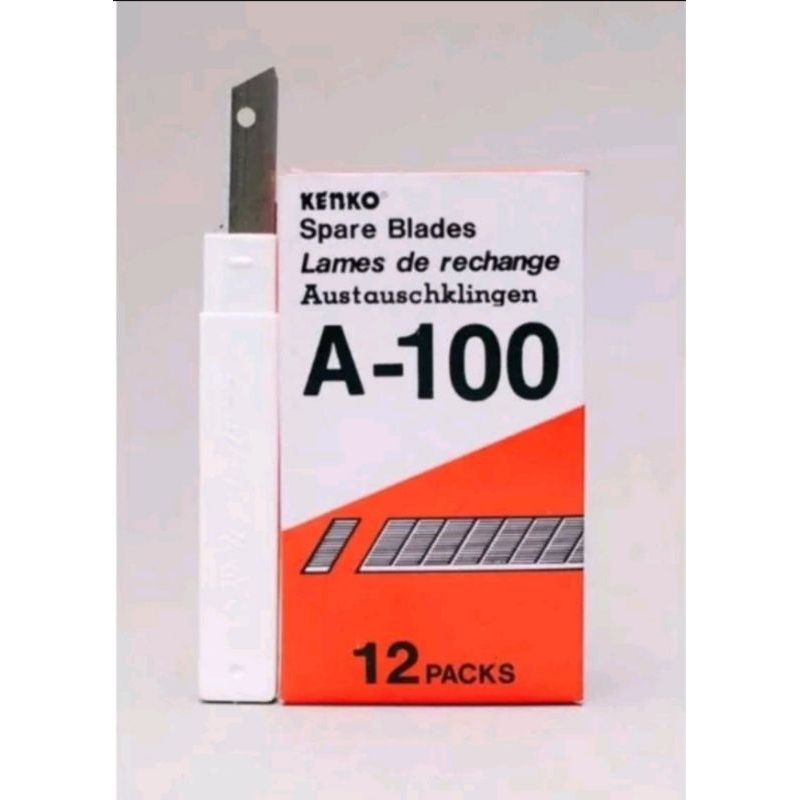 KENKO
Spare Blades
Lames de rechange
Austauschklingen
A-100
12 PACKS